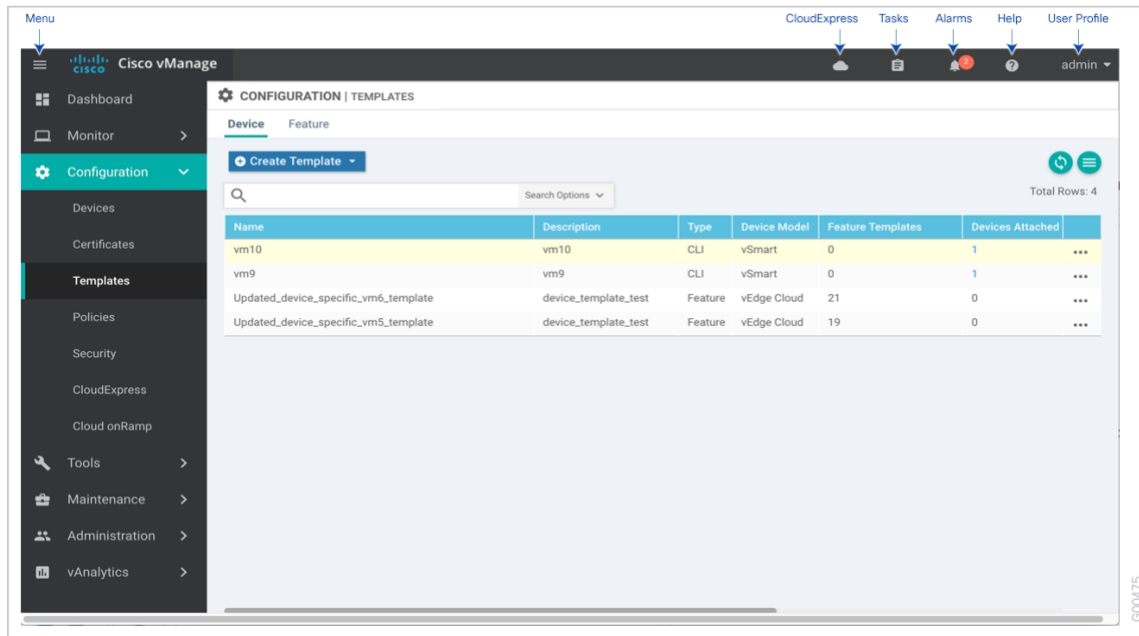 Menu CloudExpress Tasks Alarms Help User Profile
cisco Cisco vManage 2 admin
Dashboard
Monitor
Configuration
Devices
Certificates
Templates
Policies
Security
CloudExpress
Cloud onRamp
Tools
Maintenance
Administration
vAnalytics
CONFIGURATION | TEMPLATES
Device Feature
Create Template
Search Options
Total Rows: 4
Name Description Type Device Model Feature Templates Devices Attached
vm10 vm10 CLI vSmart 0 1
vm9 vm9 CLI vSmart 0 1
Updated_device_specific_vm6_template device_template_test Feature vEdge Cloud 21 0
Updated_device_specific_vm5_template device_template_test Feature vEdge Cloud 19 0
G00475